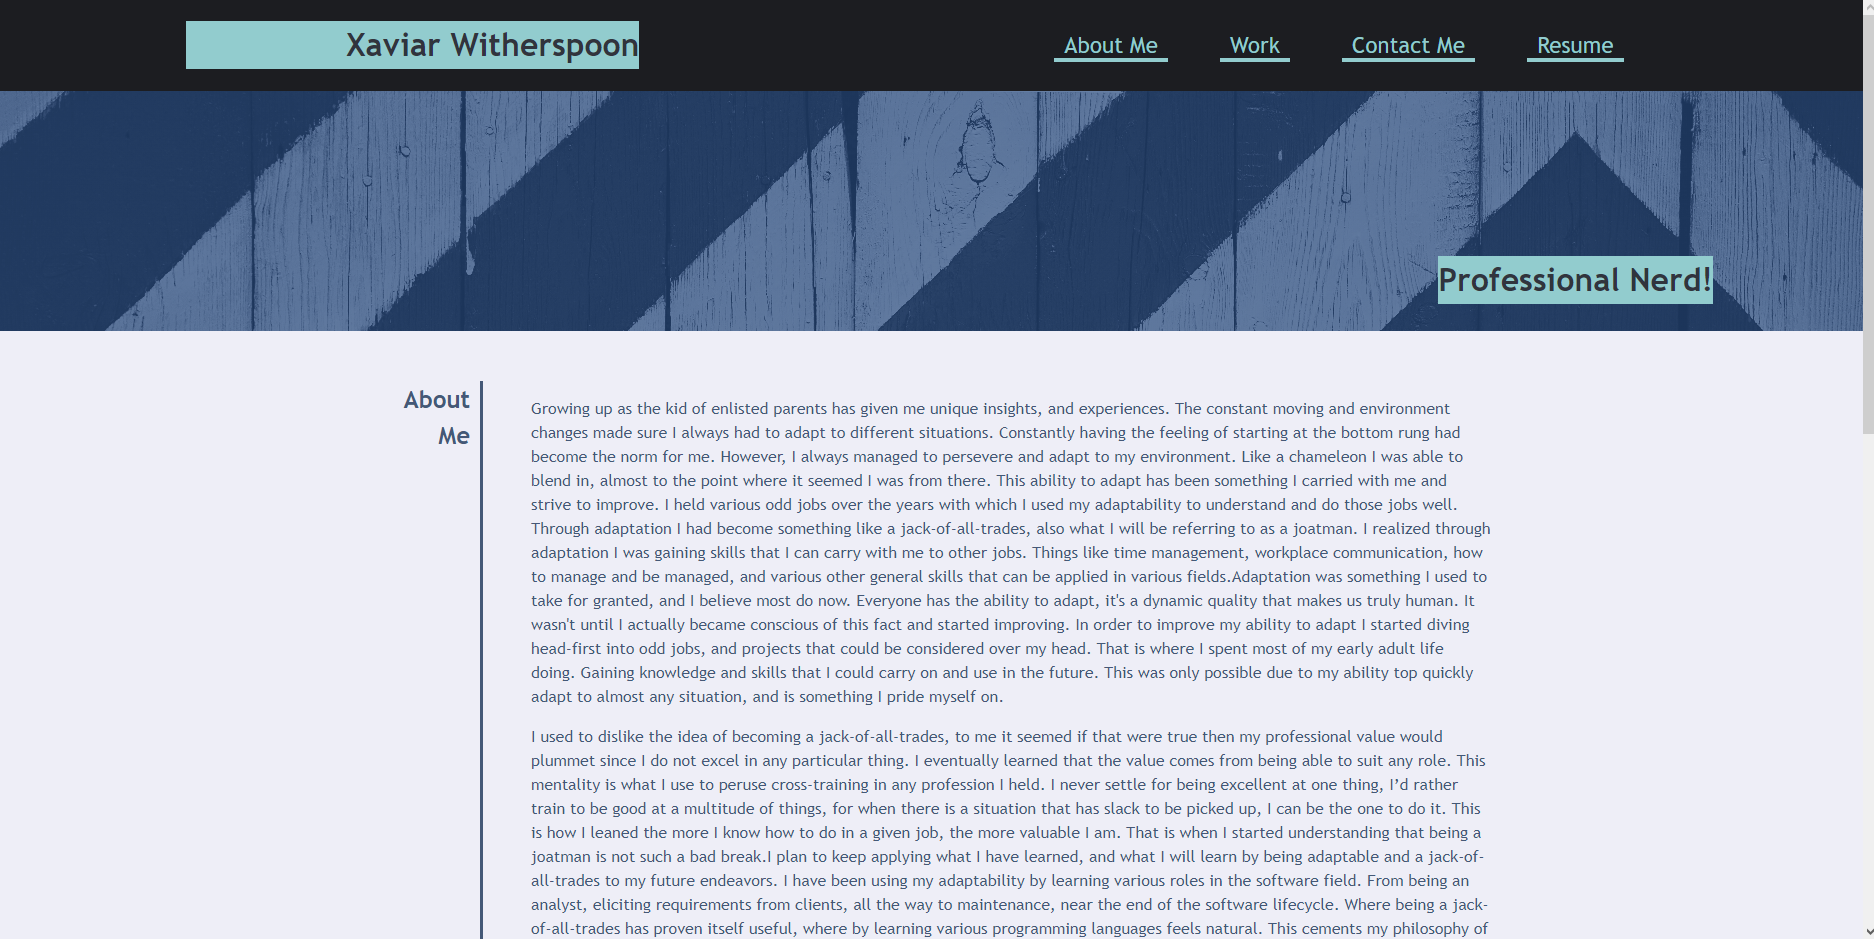 Xaviar Witherspoon
About Me
Work
Contact Me
Resume
Professional Nerd!
About
Me
Growing up as the kid of enlisted parents has given me unique insights, and experiences. The constant moving and environment
changes made sure I always had to adapt to different situations. Constantly having the feeling of starting at the bottom rung had
become the norm for me. However, I always managed to persevere and adapt to my environment. Like a chameleon I was able to
blend in, almost to the point where it seemed I was from there. This ability to adapt has been something I carried with me and
strive to improve. I held various odd jobs over the years with which I used my adaptability to understand and do those jobs well.
Through adaptation I had become something like a jack-of-all-trades, also what I will be referring to as a joatman. I realized through
adaptation I was gaining skills that I can carry with me to other jobs. Things like time management, workplace communication, how
to manage and be managed, and various other general skills that can be applied in various fields.Adaptation was something I used to
take for granted, and I believe most do now. Everyone has the ability to adapt, it's a dynamic quality that makes us truly human. It
wasn't until I actually became conscious of this fact and started improving. In order to improve my ability to adapt I started diving
head-first into odd jobs, and projects that could be considered over my head. That is where I spent most of my early adult life
doing. Gaining knowledge and skills that I could carry on and use in the future. This was only possible due to my ability top quickly
adapt to almost any situation, and is something I pride myself on.
I used to dislike the idea of becoming a jack-of-all-trades, to me it seemed if that were true then my professional value would
plummet since I do not excel in any particular thing. I eventually learned that the value comes from being able to suit any role. This
mentality is what I use to peruse cross-training in any profession I held. I never settle for being excellent at one thing, I’d rather
train to be good at a multitude of things, for when there is a situation that has slack to be picked up, I can be the one to do it. This
is how I leaned the more I know how to do in a given job, the more valuable I am. That is when I started understanding that being a
joatman is not such a bad break.I plan to keep applying what I have learned, and what I will learn by being adaptable and a jack-of-
all-trades to my future endeavors. I have been using my adaptability by learning various roles in the software field. From being an
analyst, eliciting requirements from clients, all the way to maintenance, near the end of the software lifecycle. Where being a jack-
of-all-trades has proven itself useful, where by learning various programming languages feels natural. This cements my philosophy of